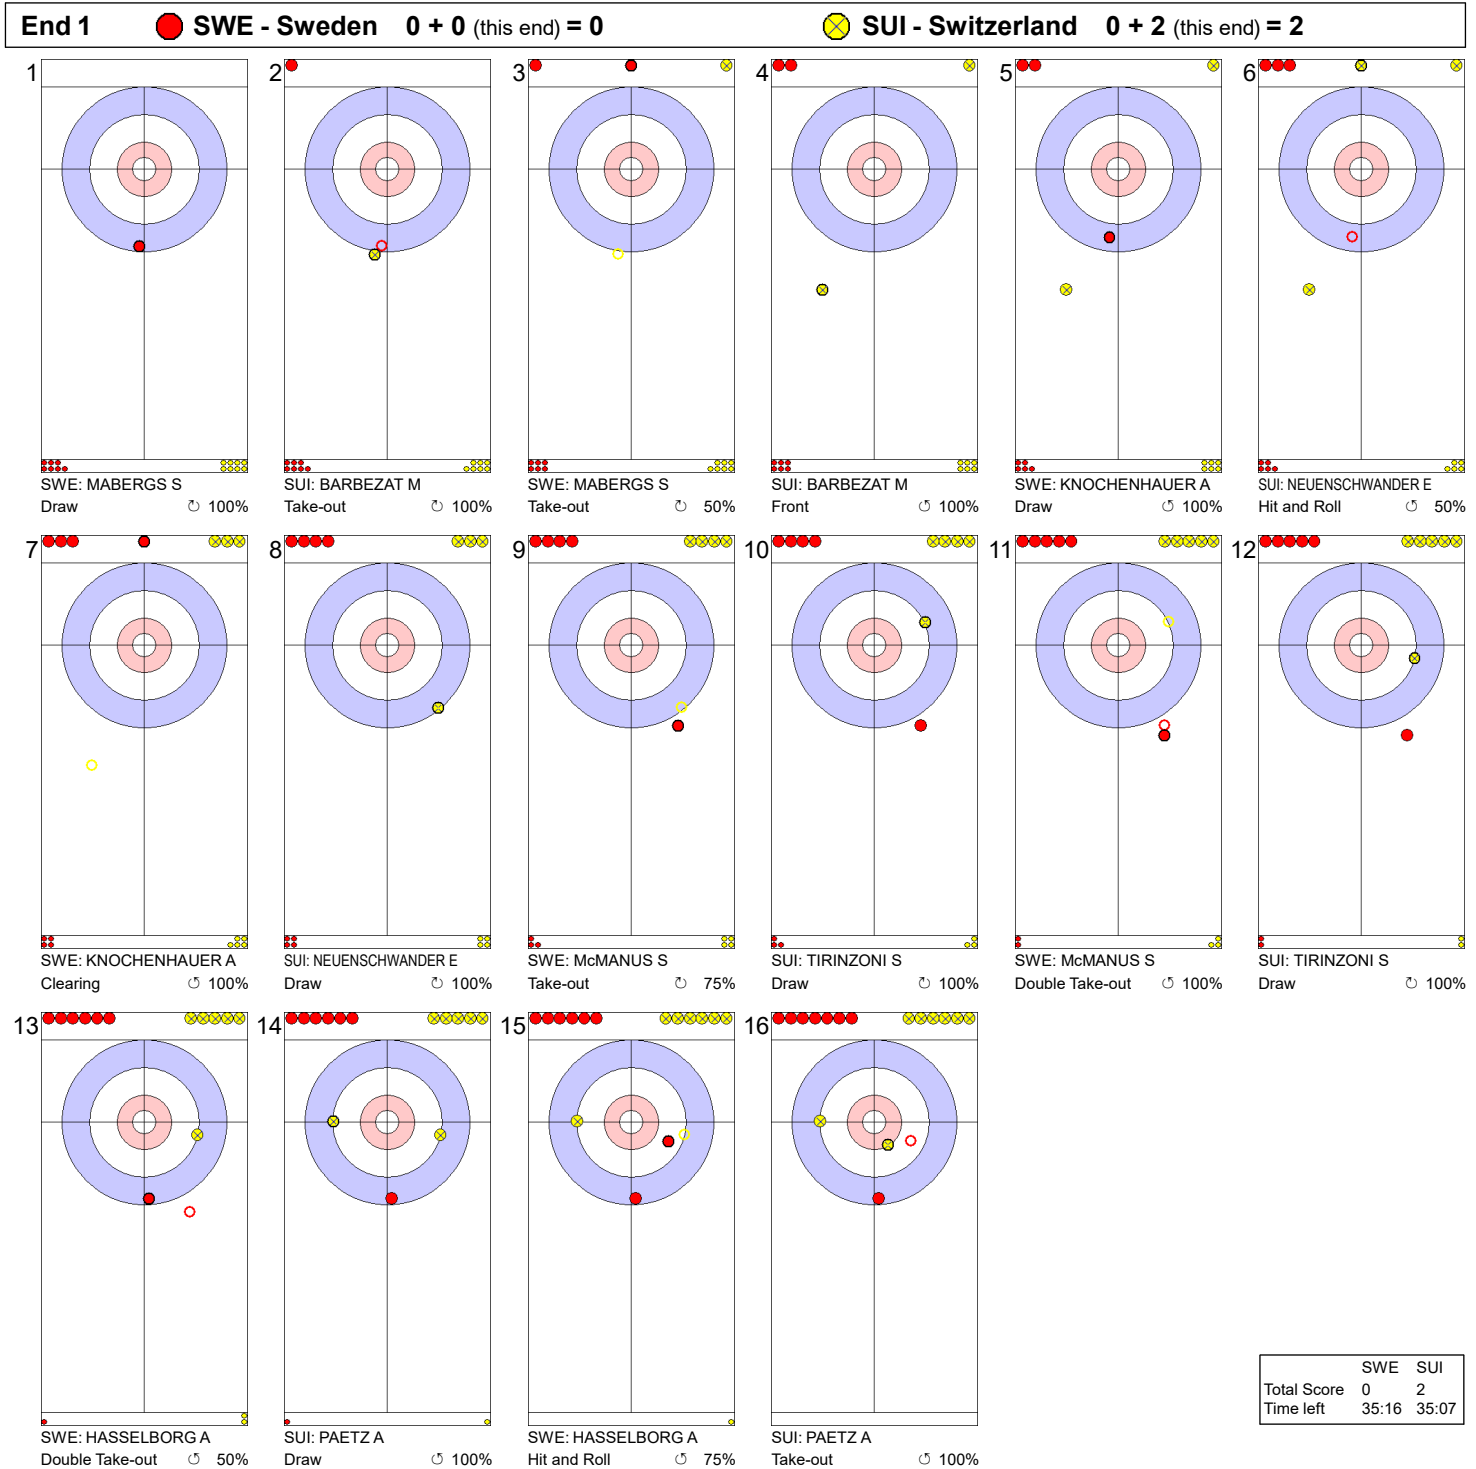 End 1 SWE - Sweden 0 + 0 (this end) = 0 SUI - Switzerland 0 + 2 (this end) = 2
1 2 3 4 5 6
SWE: MABERGS S SUI: BARBEZAT M SWE: MABERGS S SUI: BARBEZAT M SWE: KNOCHENHAUER A SUI: NEUENSCHWANDER E
Draw ↻ 100% Take-out ↻ 100% Take-out ↻ 50% Front ↺ 100% Draw ↻ 100% Hit and Roll ↺ 50%
7 8 9 10 11 12
SWE: KNOCHENHAUER A SUI: NEUENSCHWANDER E SWE: McMANUS S SUI: TIRINZONI S SWE: McMANUS S SUI: TIRINZONI S
Clearing ↻ 100% Draw ↻ 100% Take-out ↻ 75% Draw ↺ 100% Double Take-out ↺ 100% Draw ↻ 100%
13 14 15 16
SWE: HASSELBORG A SUI: PAETZ A SWE: HASSELBORG A SUI: PAETZ A
Double Take-out ↺ 50% Draw ↺ 100% Hit and Roll ↺ 75% Take-out ↺ 100%
SWE SUI
Total Score 0 2
Time left 35:16 35:07